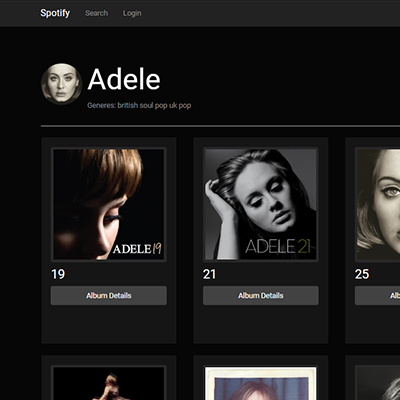 Spotify Search Login
Adele
Generes: british soul pop uk pop
ADELE 19
ADELE 21
19
21
25
Album Details
Album Details
Alb